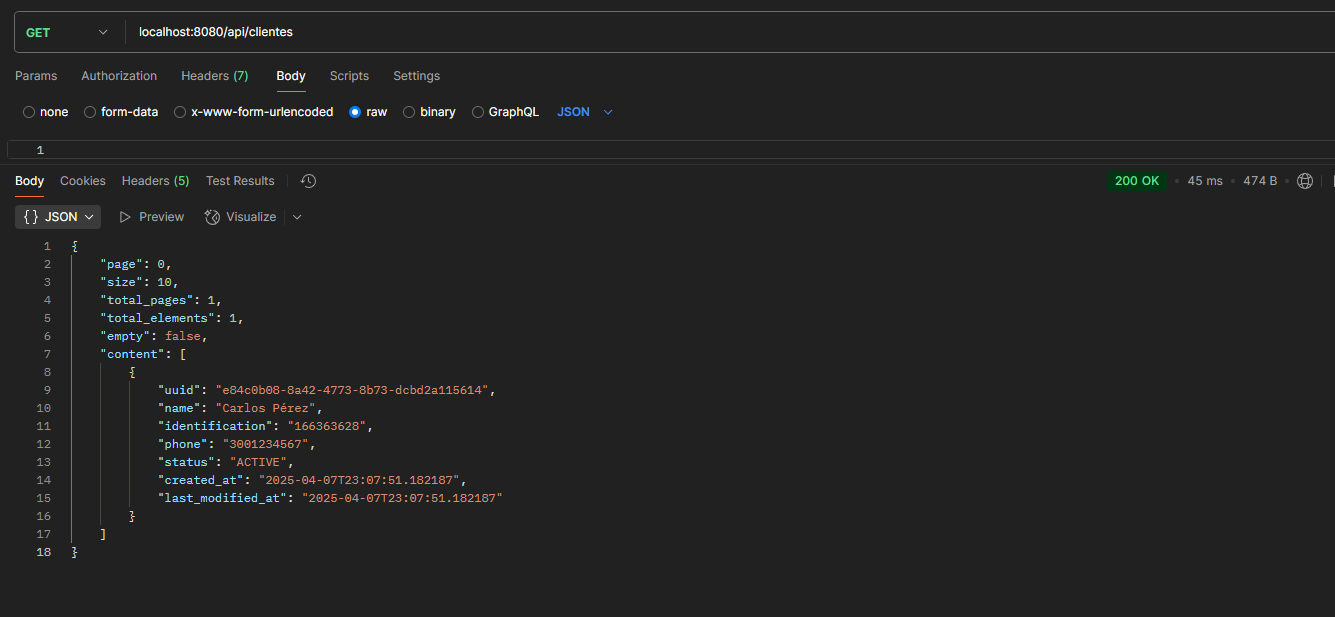 GET localhost:8080/api/clientes
Params Authorization Headers (7) Body Scripts Settings
none form-data x-www-form-urlencoded raw binary GraphQL JSON
1
Body Cookies Headers (5) Test Results 200 OK • 45 ms • 474 B •
{} JSON Preview Visualize
1 {
2 "page": 0,
3 "size": 10,
4 "total_pages": 1,
5 "total_elements": 1,
6 "empty": false,
7 "content": [
8 {
9 "uuid": "e84c0b08-8a42-4773-8b73-dcbd2a115614",
10 "name": "Carlos Pérez",
11 "identification": "166363628",
12 "phone": "3001234567",
13 "status": "ACTIVE",
14 "created_at": "2025-04-07T23:07:51.182187",
15 "last_modified_at": "2025-04-07T23:07:51.182187"
16 }
17 ]
18 }